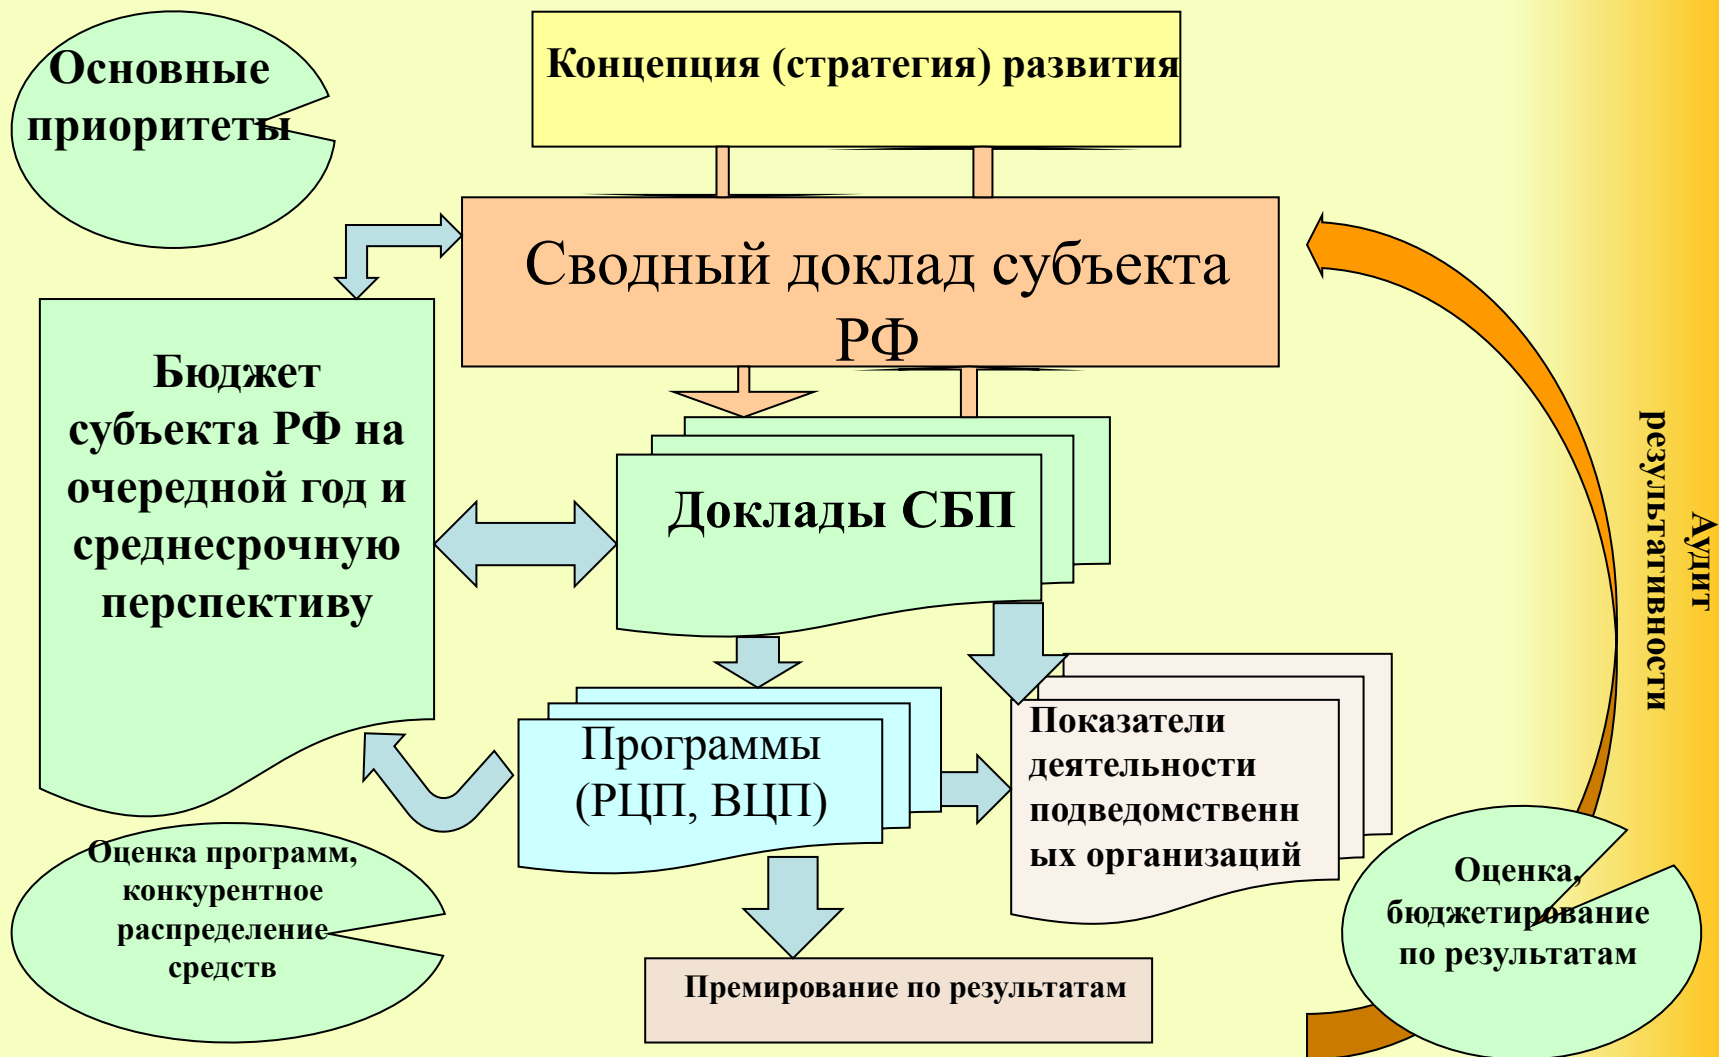 Основные
приоритеты
Концепция (стратегия) развития
Сводный доклад субъекта
РФ
Бюджет
субъекта РФ на
очередной год и
среднесрочную
перспективу
Доклады СБП
Программы
(РЦП, ВЦП)
Показатели
деятельности
подведомственн
ых организаций
Оценка программ,
конкурентное
распределение
средств
Премирование по результатам
Оценка,
бюджетирование
по результатам
Аудит
результативности